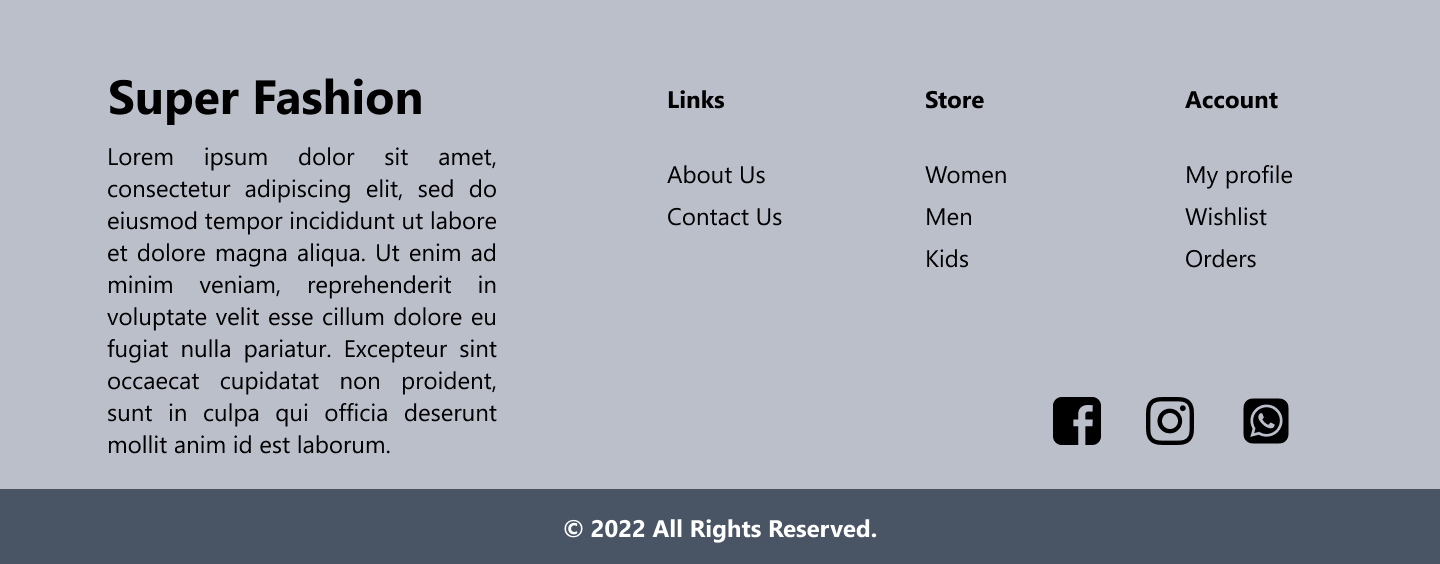 Super Fashion
Lorem ipsum dolor sit amet,
consectetur adipiscing elit, sed do
eiusmod tempor incididunt ut labore
et dolore magna aliqua. Ut enim ad
minim veniam, reprehenderit in
voluptate velit esse cillum dolore eu
fugiat nulla pariatur. Excepteur sint
occaecat cupidatat non proident,
sunt in culpa qui officia deserunt
mollit anim id est laborum.
Links
About Us
Contact Us
Store
Women
Men
Kids
Account
My profile
Wishlist
Orders
© 2022 All Rights Reserved.